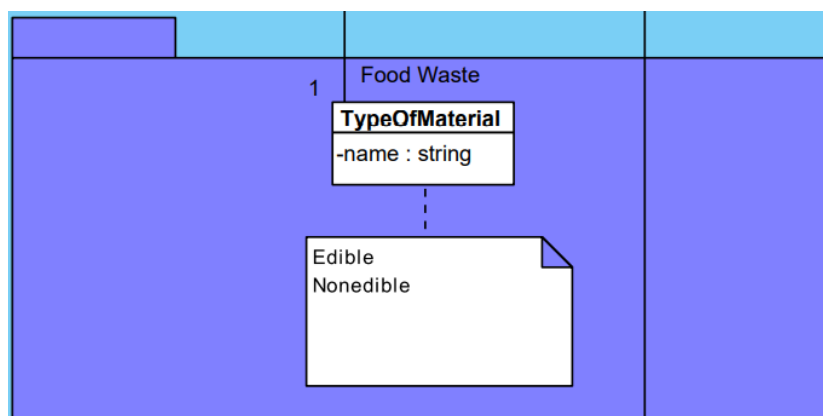 Food Waste
1
TypeOfMaterial
-name : string
Edible
Nonedible